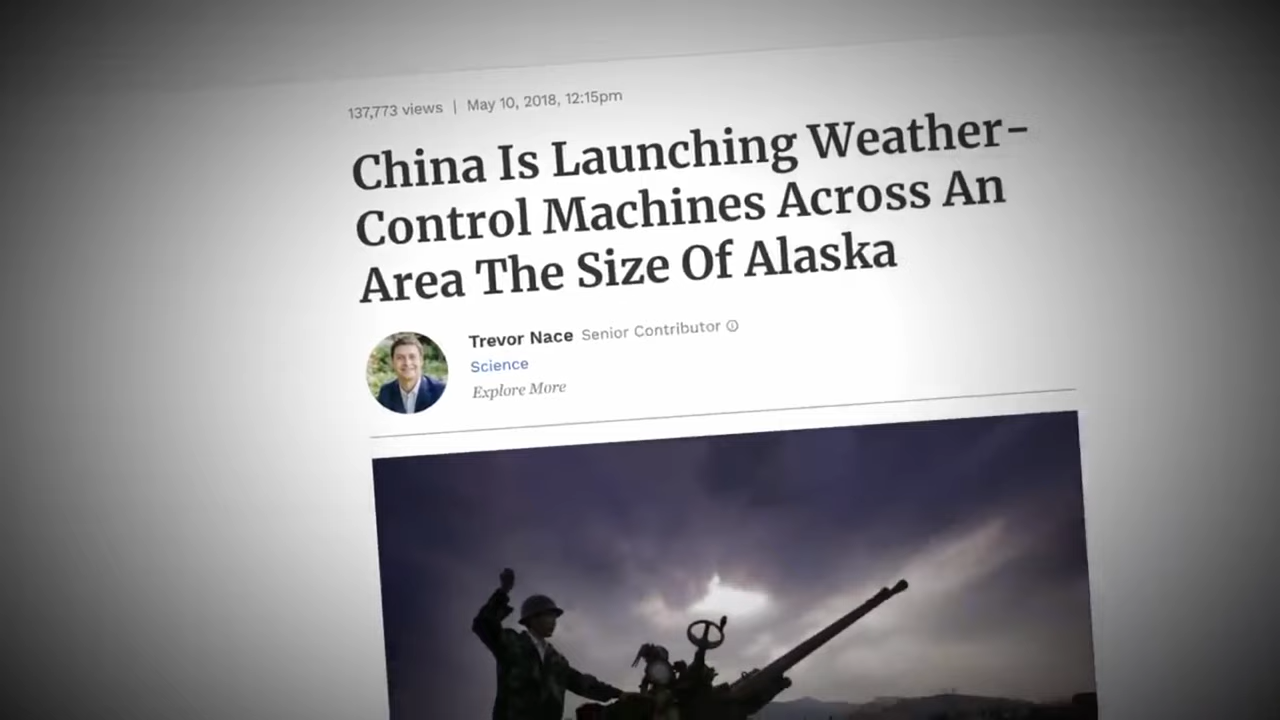 137,773 views | May 10, 2018, 12:15pm
China Is Launching Weather-
Control Machines Across An
Area The Size Of Alaska
Trevor Nace Senior Contributor ⓘ
Science
Explore More